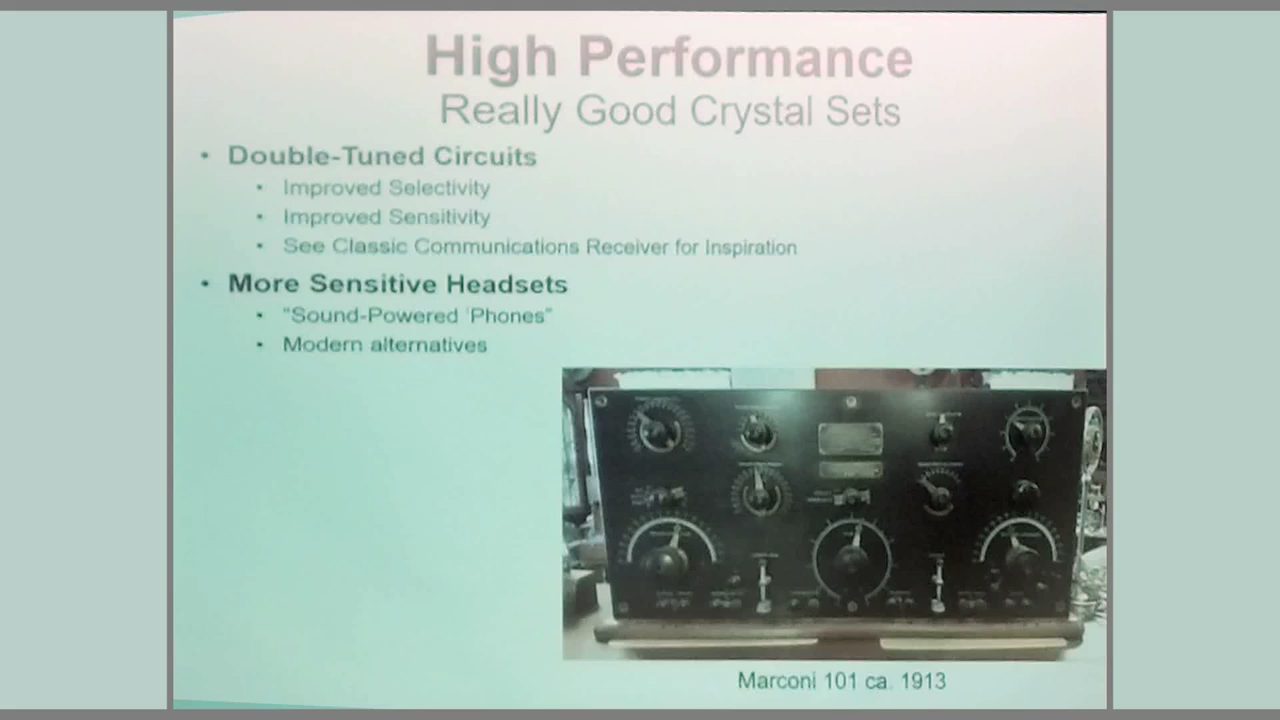 High Performance
Really Good Crystal Sets
• Double-Tuned Circuits
• Improved Selectivity
• Improved Sensitivity
• See Classic Communications Receiver for Inspiration
• More Sensitive Headsets
• "Sound-Powered 'Phones"
• Modern alternatives
Marconi 101 ca. 1913